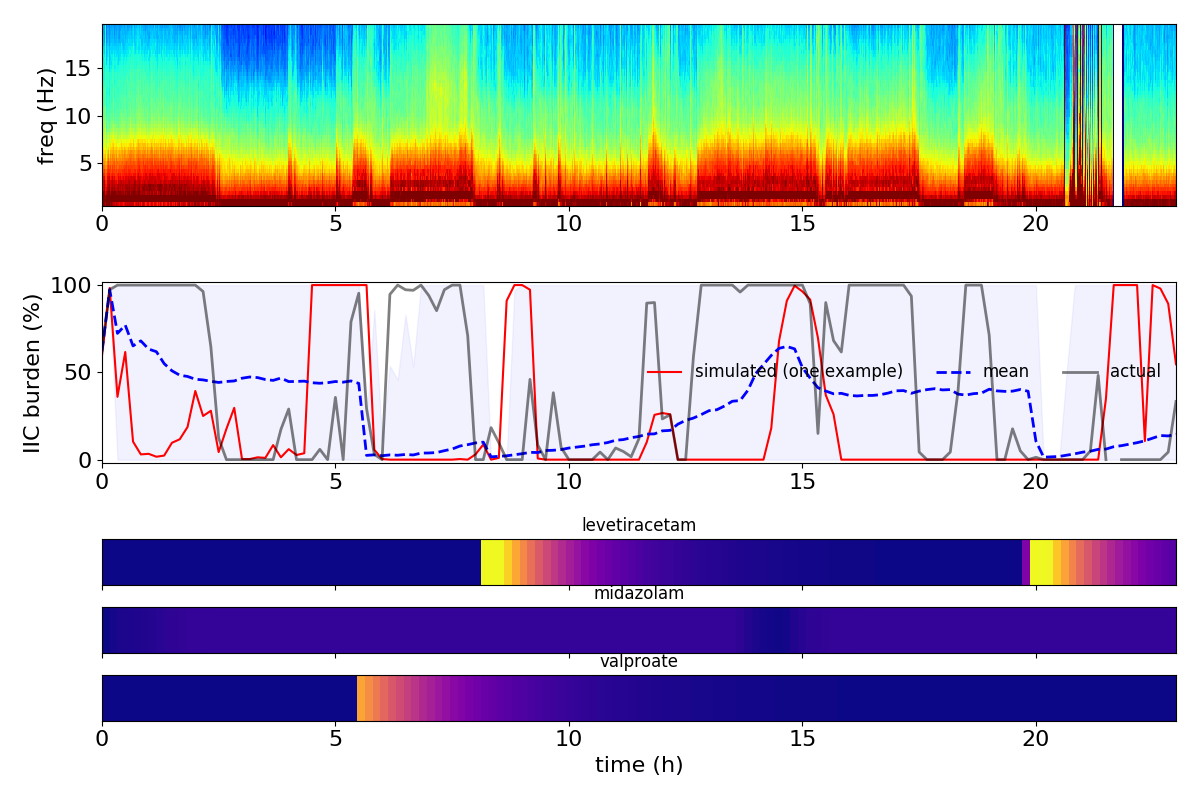 freq (Hz)
15
10
5
0 5 10 15 20
IIC burden (%)
100
50
0
simulated (one example) mean actual
0 5 10 15 20
levetiracetam
midazolam
valproate
0 5 10 15 20
time (h)